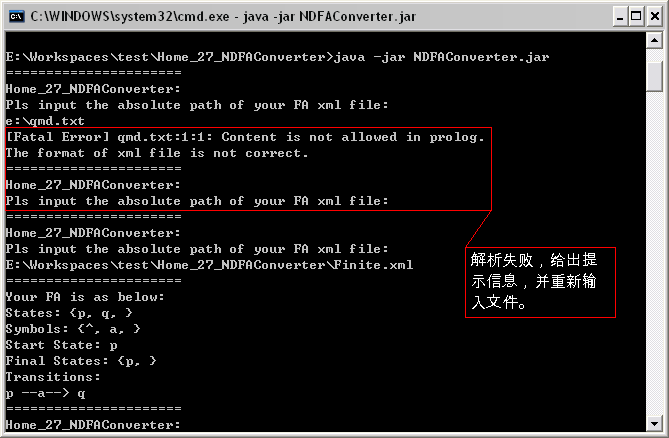 C:\WINDOWS\system32\cmd.exe - java -jar NDFAConverter.jar
E:\Workspaces\test\Home_27_NDFAConverter>java -jar NDFAConverter.jar
======================
Home_27_NDFAConverter:
Pls input the absolute path of your FA xml file:
e:\qmd.txt
[Fatal Error] qmd.txt:1:1: Content is not allowed in prolog.
The format of xml file is not correct.
======================
Home_27_NDFAConverter:
Pls input the absolute path of your FA xml file:
======================
Home_27_NDFAConverter:
Pls input the absolute path of your FA xml file:
E:\Workspaces\test\Home_27_NDFAConverter\Finite.xml
======================
Your FA is as below:
States: {p, q, }
Symbols: {^, a, }
Start State: p
Final States: {p, }
Transitions:
p --a--> q
======================
Home_27_NDFAConverter:
解析失败，给出提
示信息，并重新输
入文件。